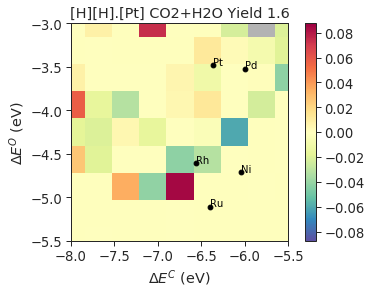 [H][H].[Pt] CO2+H2O Yield 1.6
−3.0
−3.5
−4.0
−4.5
−5.0
−5.5
ΔE^O (eV)
Pt
Pd
Rh
Ni
Ru
−8.0 −7.5 −7.0 −6.5 −6.0 −5.5
ΔE^C (eV)
0.08
0.06
0.04
0.02
0.00
−0.02
−0.04
−0.06
−0.08